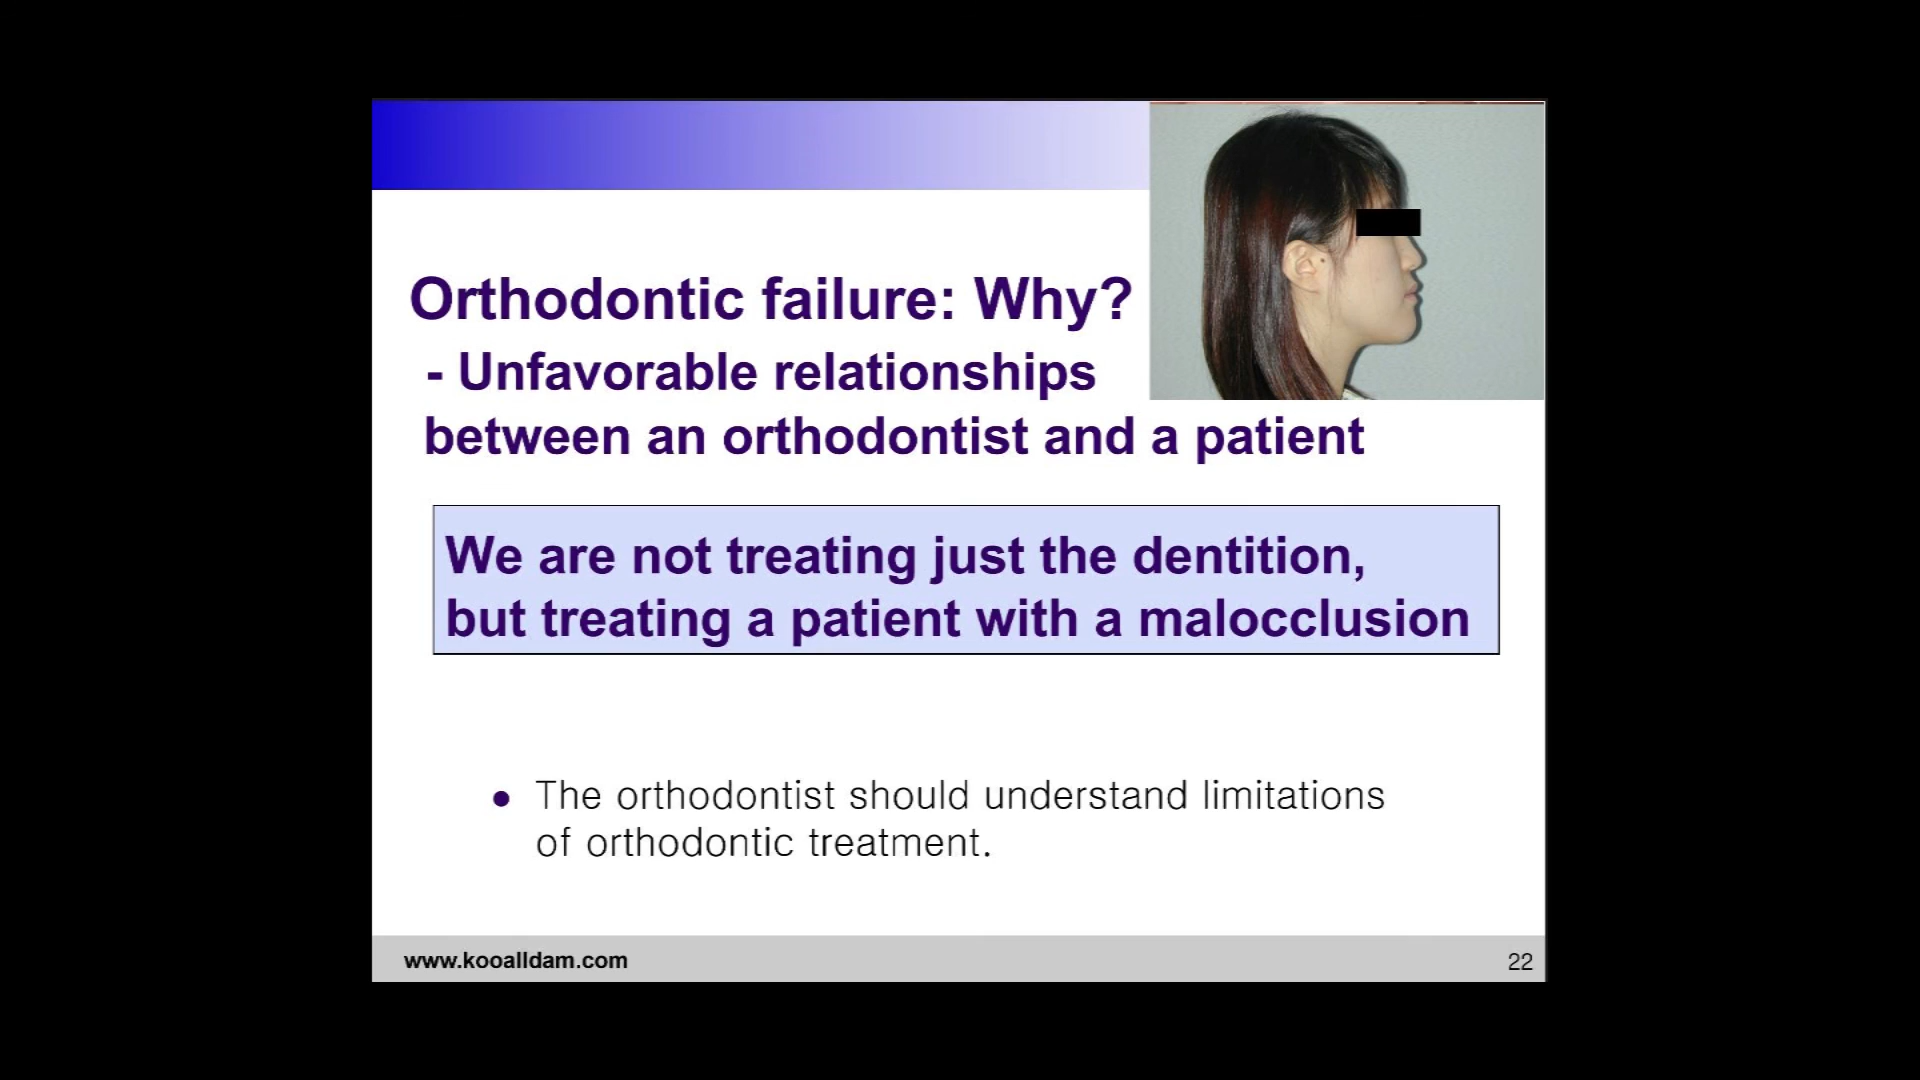 Orthodontic failure: Why?
- Unfavorable relationships
between an orthodontist and a patient
We are not treating just the dentition,
but treating a patient with a malocclusion
● The orthodontist should understand limitations
of orthodontic treatment.
www.kooalldam.com
22